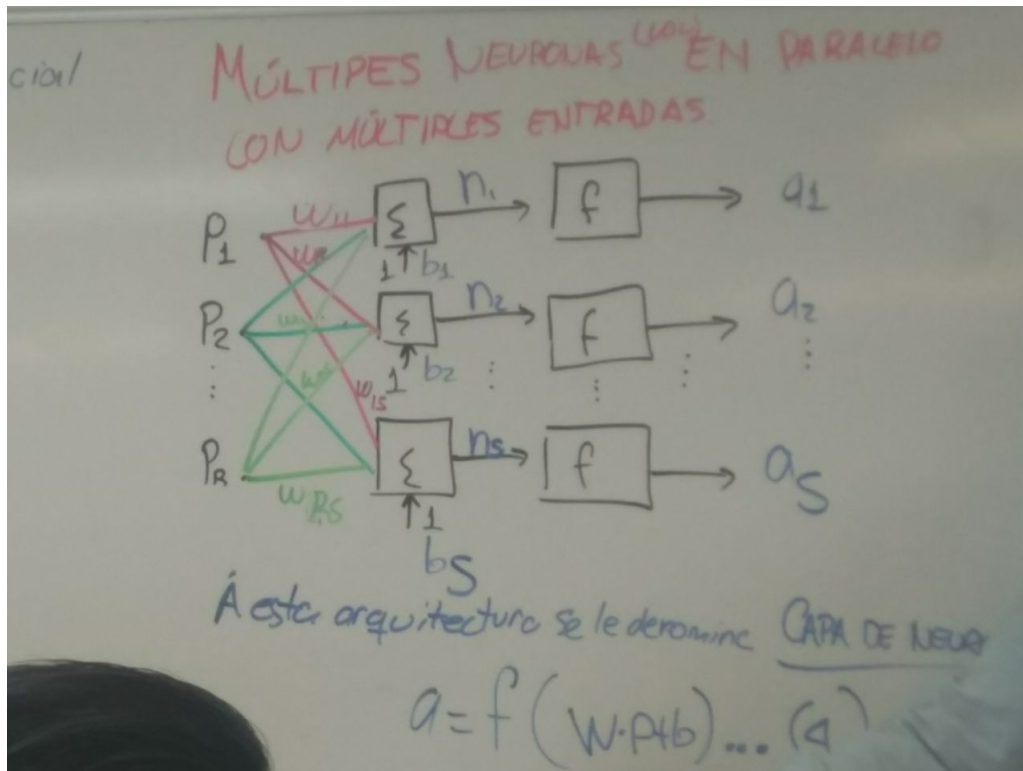 cial
MÚLTIPES NEURONAS EN PARALELO
CON MÚLTIPLES ENTRADAS
P1 W11 Σ n1 f a1
1 b1
P2 Σ n2 f a2
1 b2
W1S
PR Σ nS f aS
WRS
1
bS
Á esta arquitectura se le denomina CAPA DE NEUR
a = f(W·P+b)... (4)